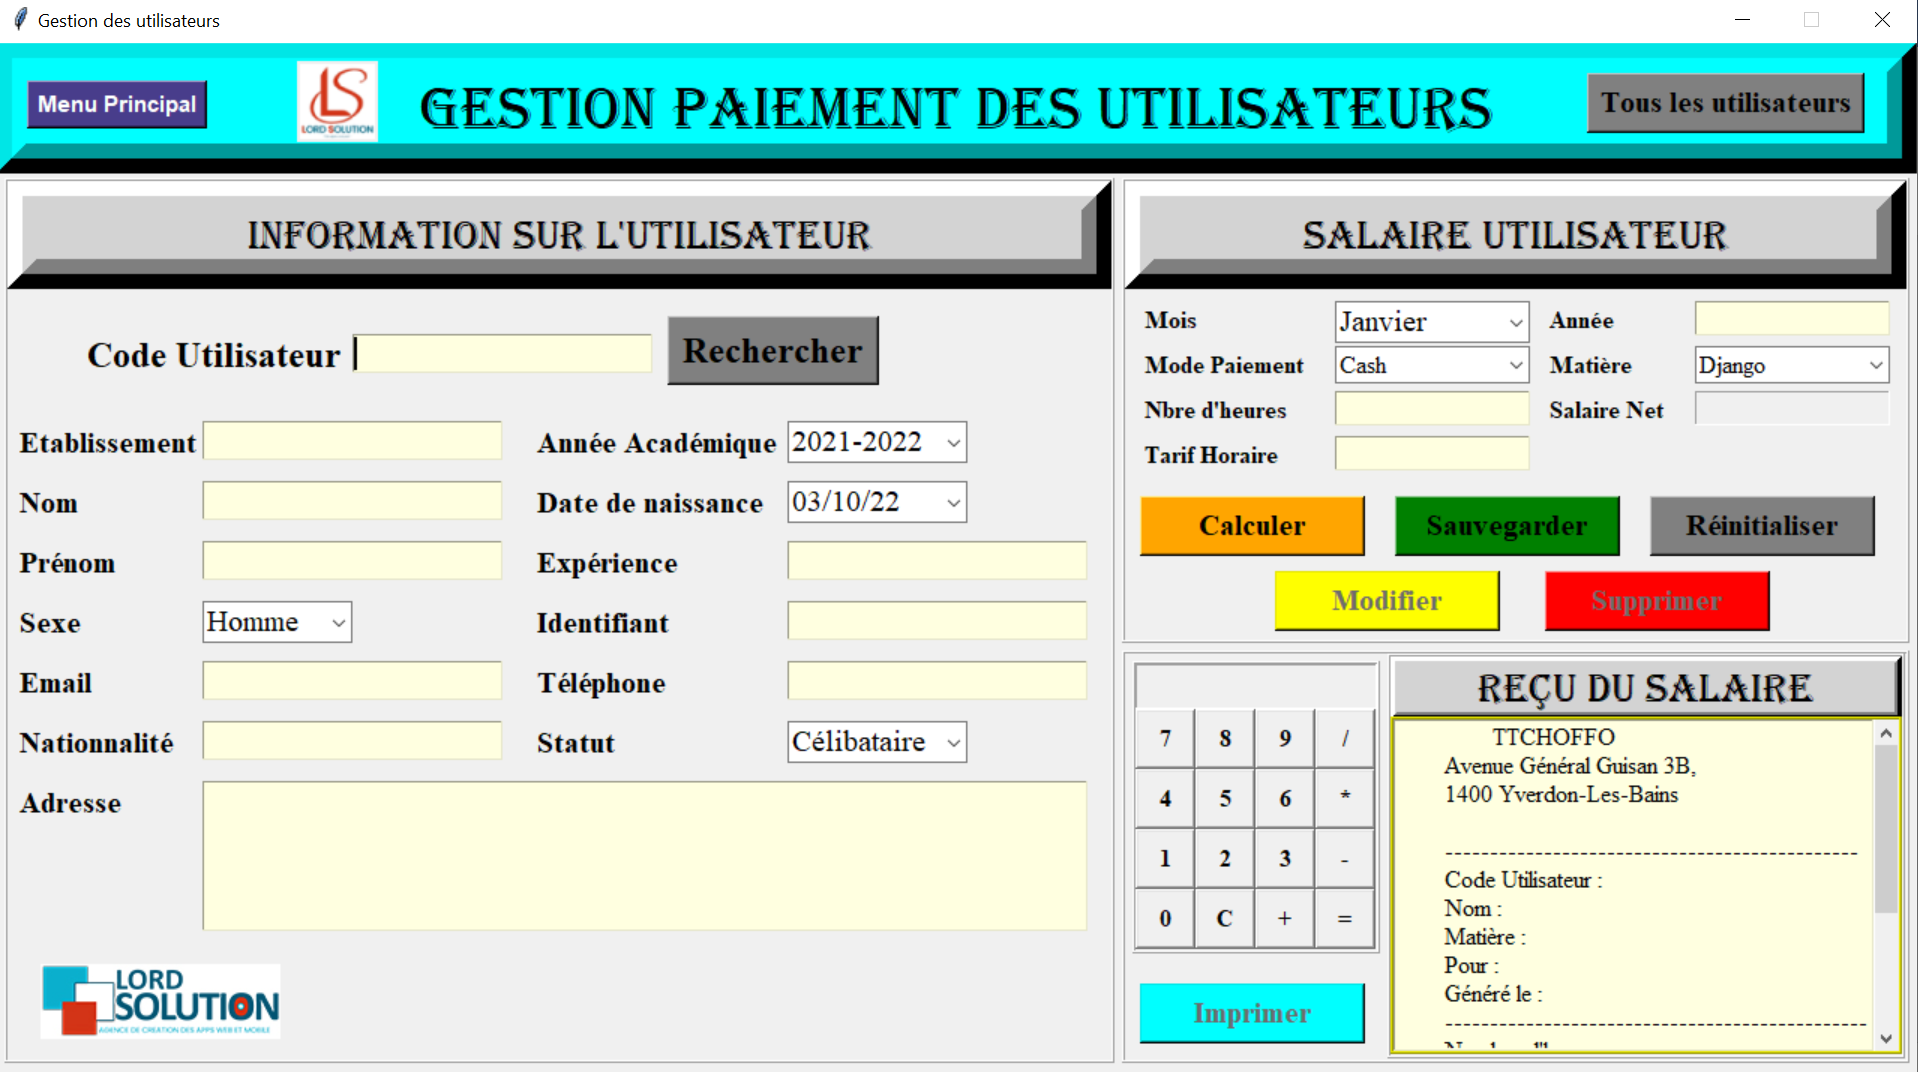 Gestion des utilisateurs
Menu Principal
LS
LORD SOLUTION
GESTION PAIEMENT DES UTILISATEURS
Tous les utilisateurs
INFORMATION SUR L'UTILISATEUR
Code Utilisateur
Rechercher
Etablissement
Année Académique 2021-2022
Nom
Date de naissance 03/10/22
Prénom
Expérience
Sexe Homme
Identifiant
Email
Téléphone
Nationnalité
Statut Célibataire
Adresse
LORD
SOLUTION
AGENCE DE CREATION DES APPS WEB ET MOBILE
SALAIRE UTILISATEUR
Mois Janvier Année
Mode Paiement Cash Matière Django
Nbre d'heures Salaire Net
Tarif Horaire
Calculer Sauvegarder Réinitialiser
Modifier Supprimer
7 8 9 /
4 5 6 *
1 2 3 -
0 C + =
Imprimer
REÇU DU SALAIRE
TTCHOFFO
Avenue Général Guisan 3B,
1400 Yverdon-Les-Bains
-----------------------------------------------
Code Utilisateur :
Nom :
Matière :
Pour :
Généré le :
------------------------------------------------